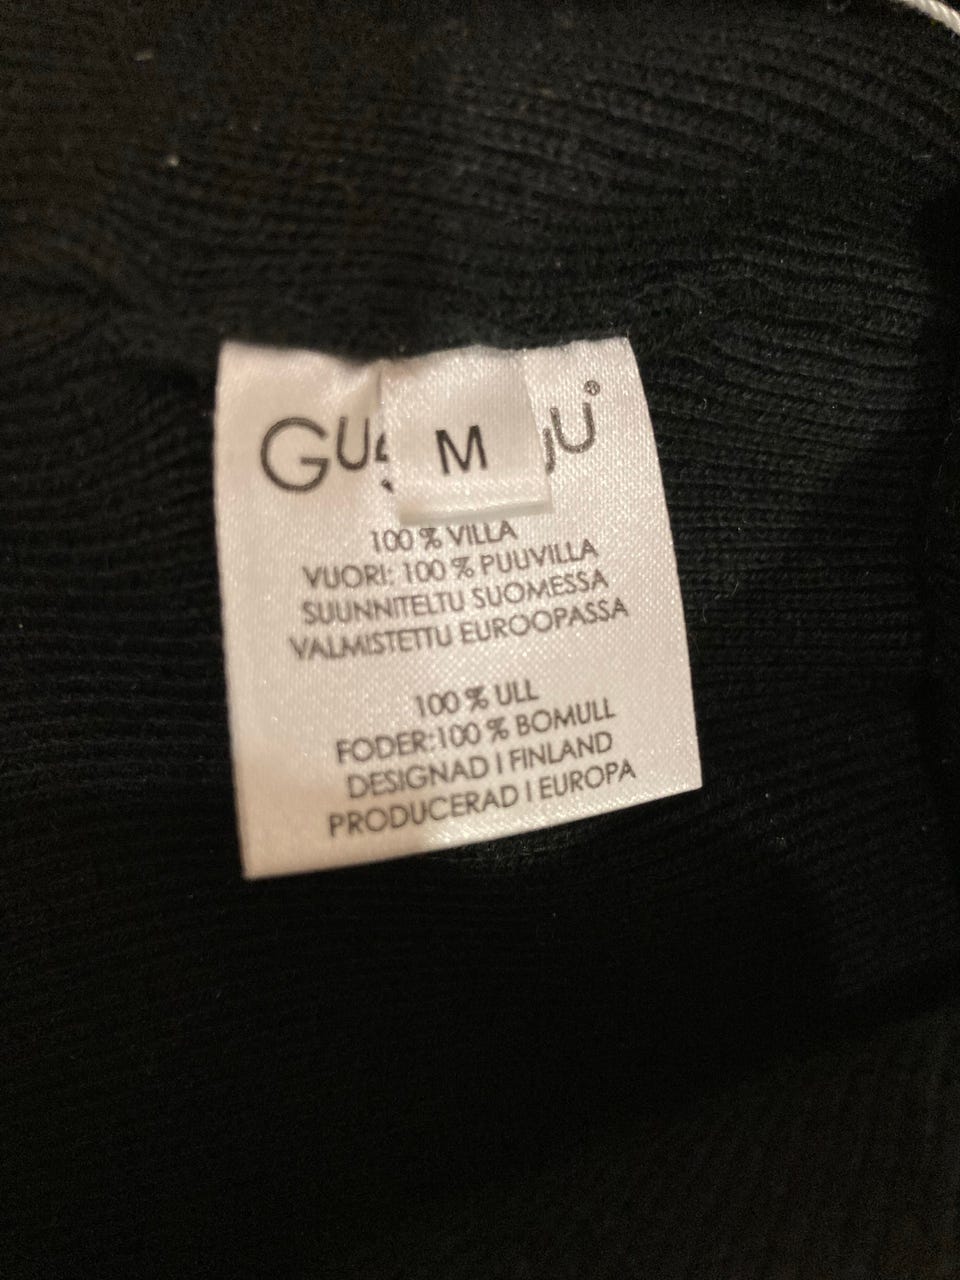 M
100 % VILLA
VUORI: 100 % PUUVILLA
SUUNNITELTU SUOMESSA
VALMISTETTU EUROOPASSA
100 % ULL
FODER:100 % BOMULL
DESIGNAD I FINLAND
PRODUCERAD I EUROPA